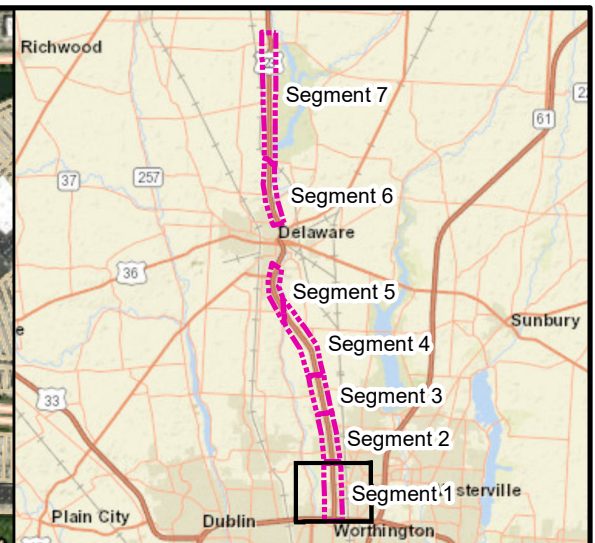 Richwood
23
Segment 7
61
37
257
Segment 6
Delaware
36
Segment 5
Sunbury
Segment 4
33
Segment 3
Segment 2
Segment 1
sterville
Plain City
Dublin
Worthington